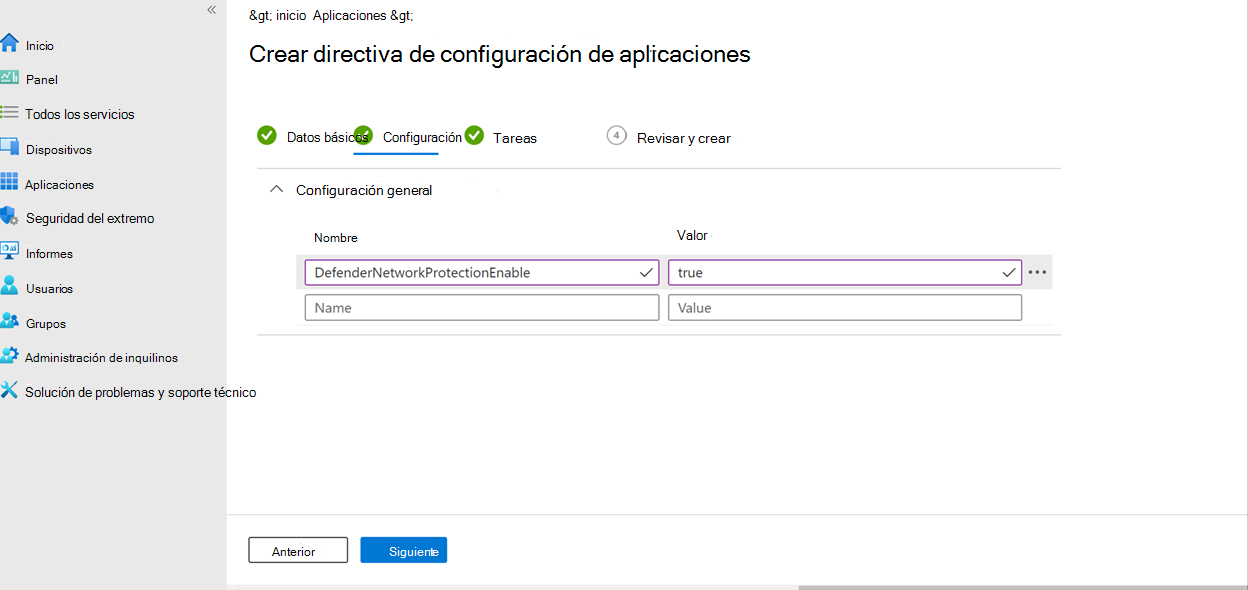 «
&gt; inicio Aplicaciones &gt;
Crear directiva de configuración de aplicaciones
Inicio
Panel
Todos los servicios
Dispositivos
Aplicaciones
Seguridad del extremo
Informes
Usuarios
Grupos
Administración de inquilinos
Solución de problemas y soporte técnico
Datos básicos Configuración Tareas 4 Revisar y crear
Configuración general
Nombre Valor
DefenderNetworkProtectionEnable true
Name Value
Anterior Siguiente